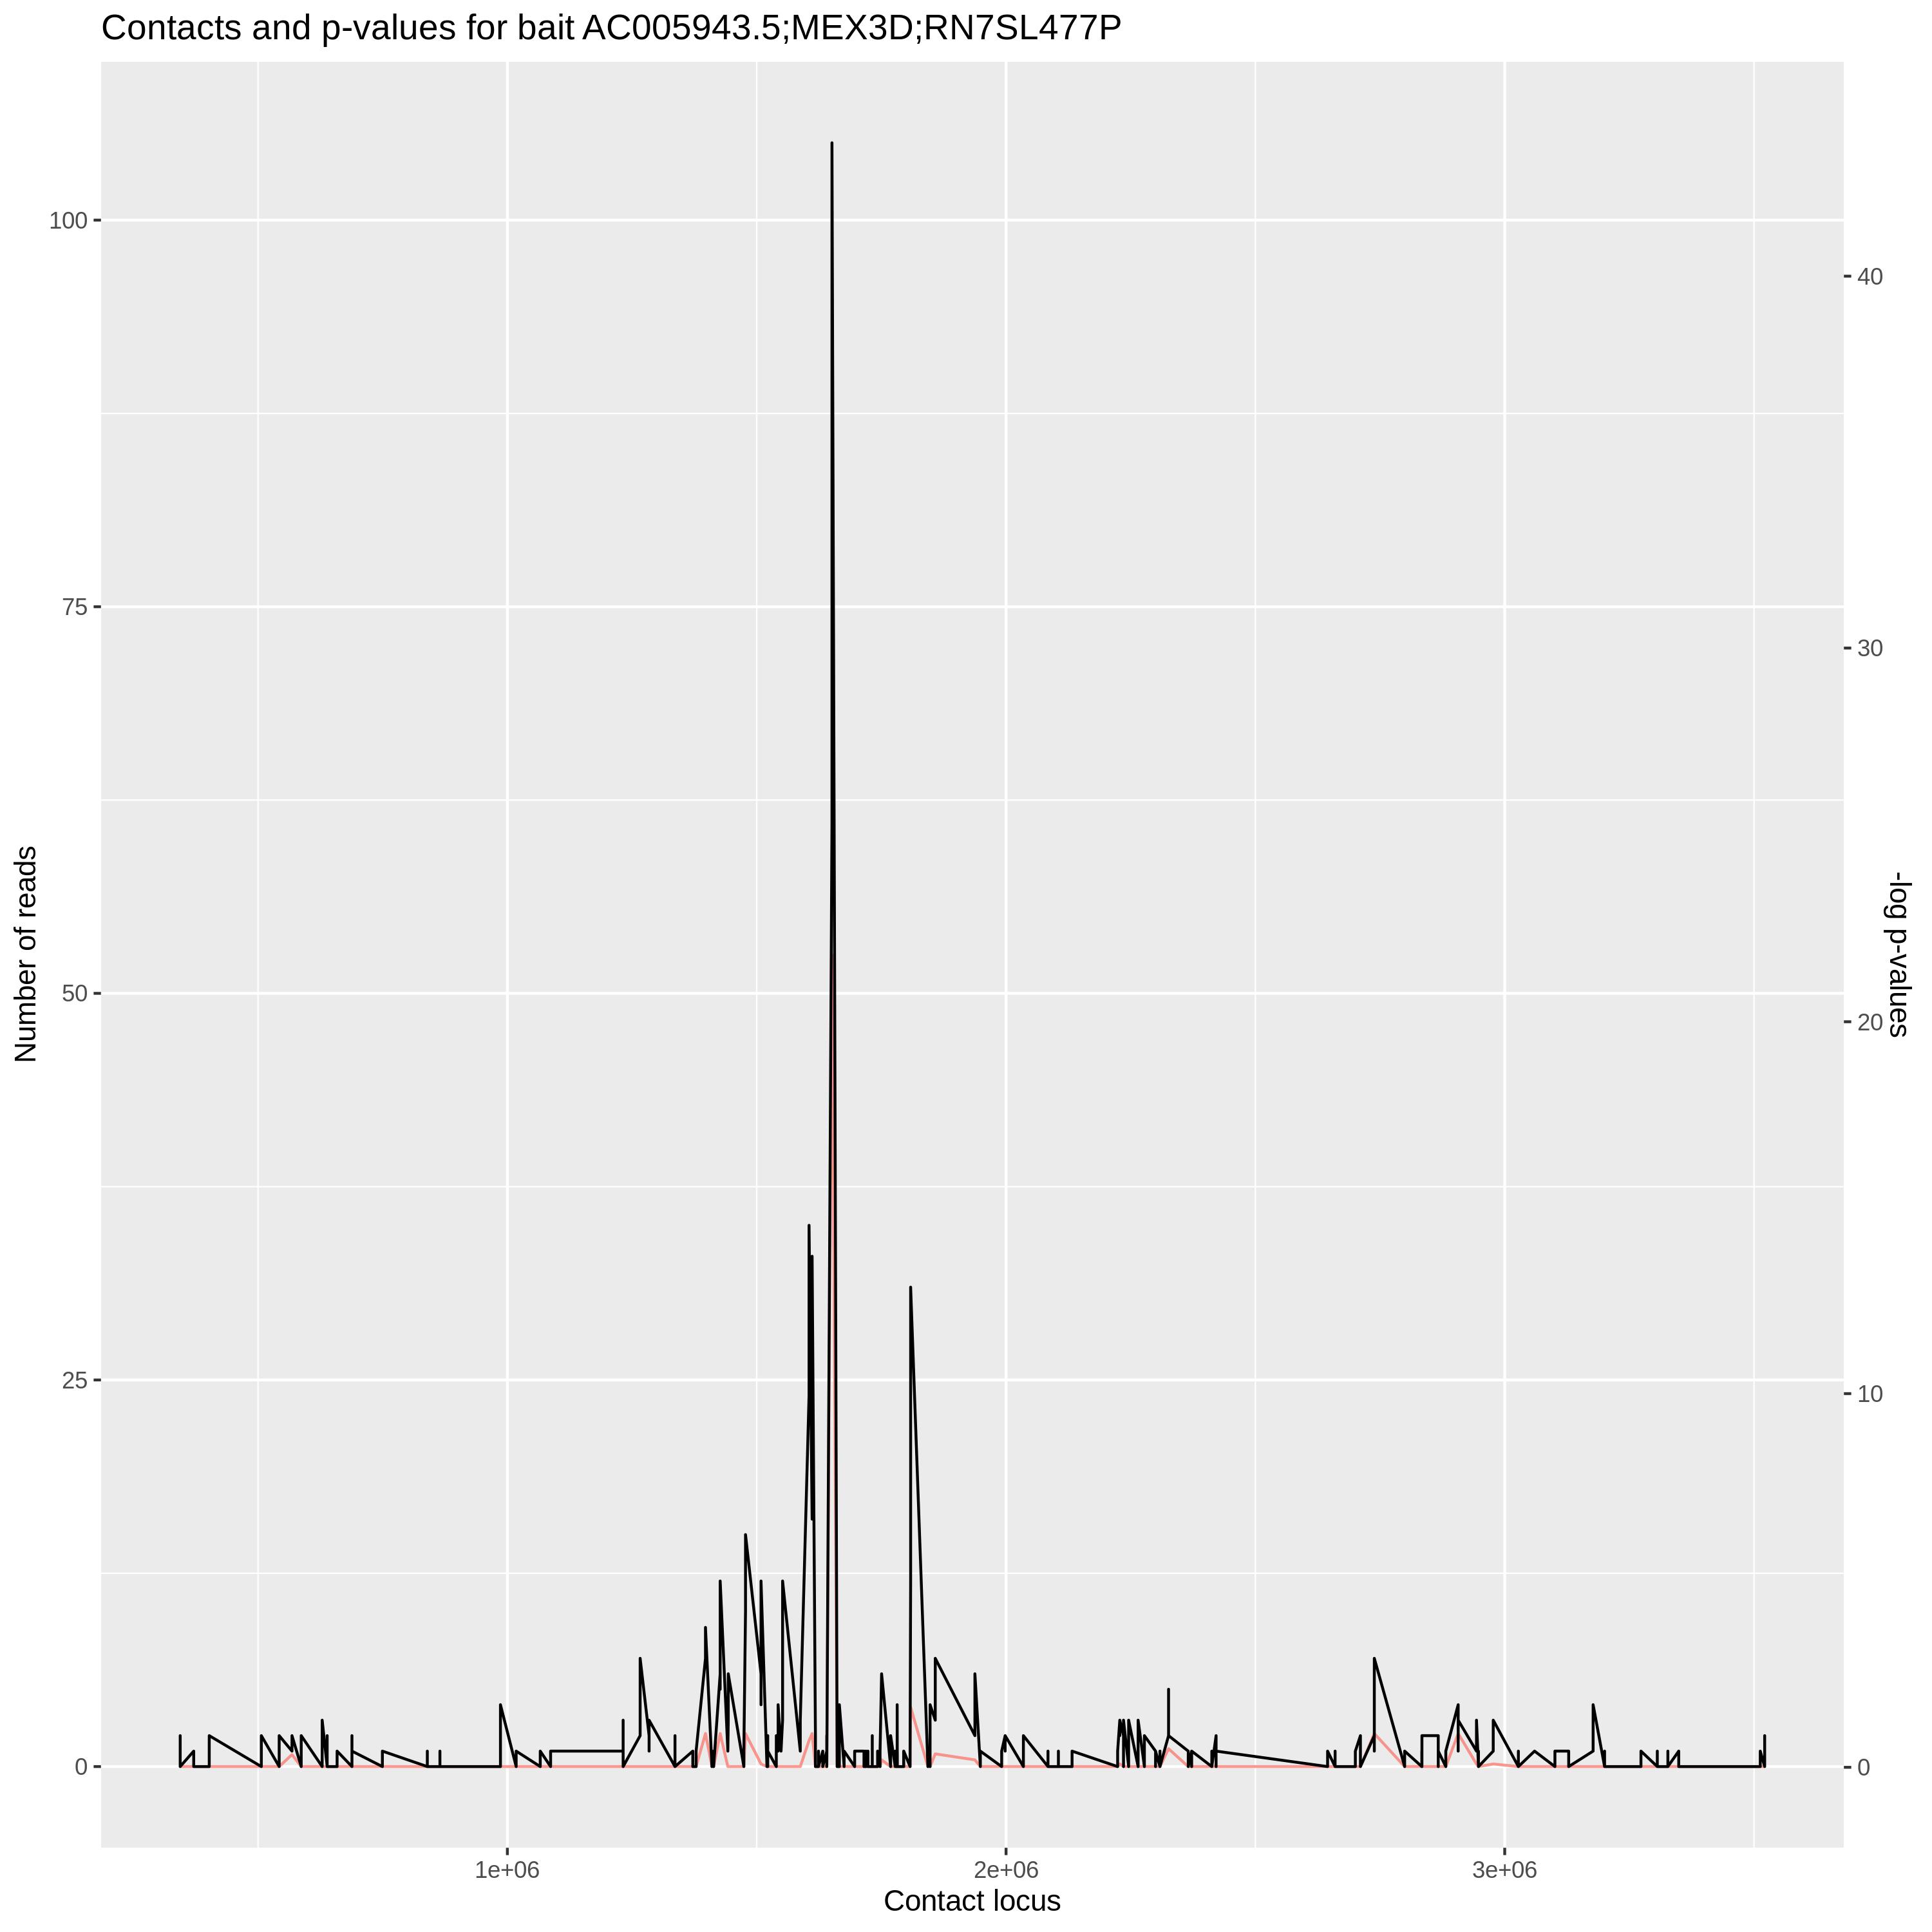 Contacts and p-values for bait AC005943.5;MEX3D;RN7SL477P
100
75
50
25
0
Number of reads
40
30
20
10
0
-log p-values
1e+06
2e+06
3e+06
Contact locus